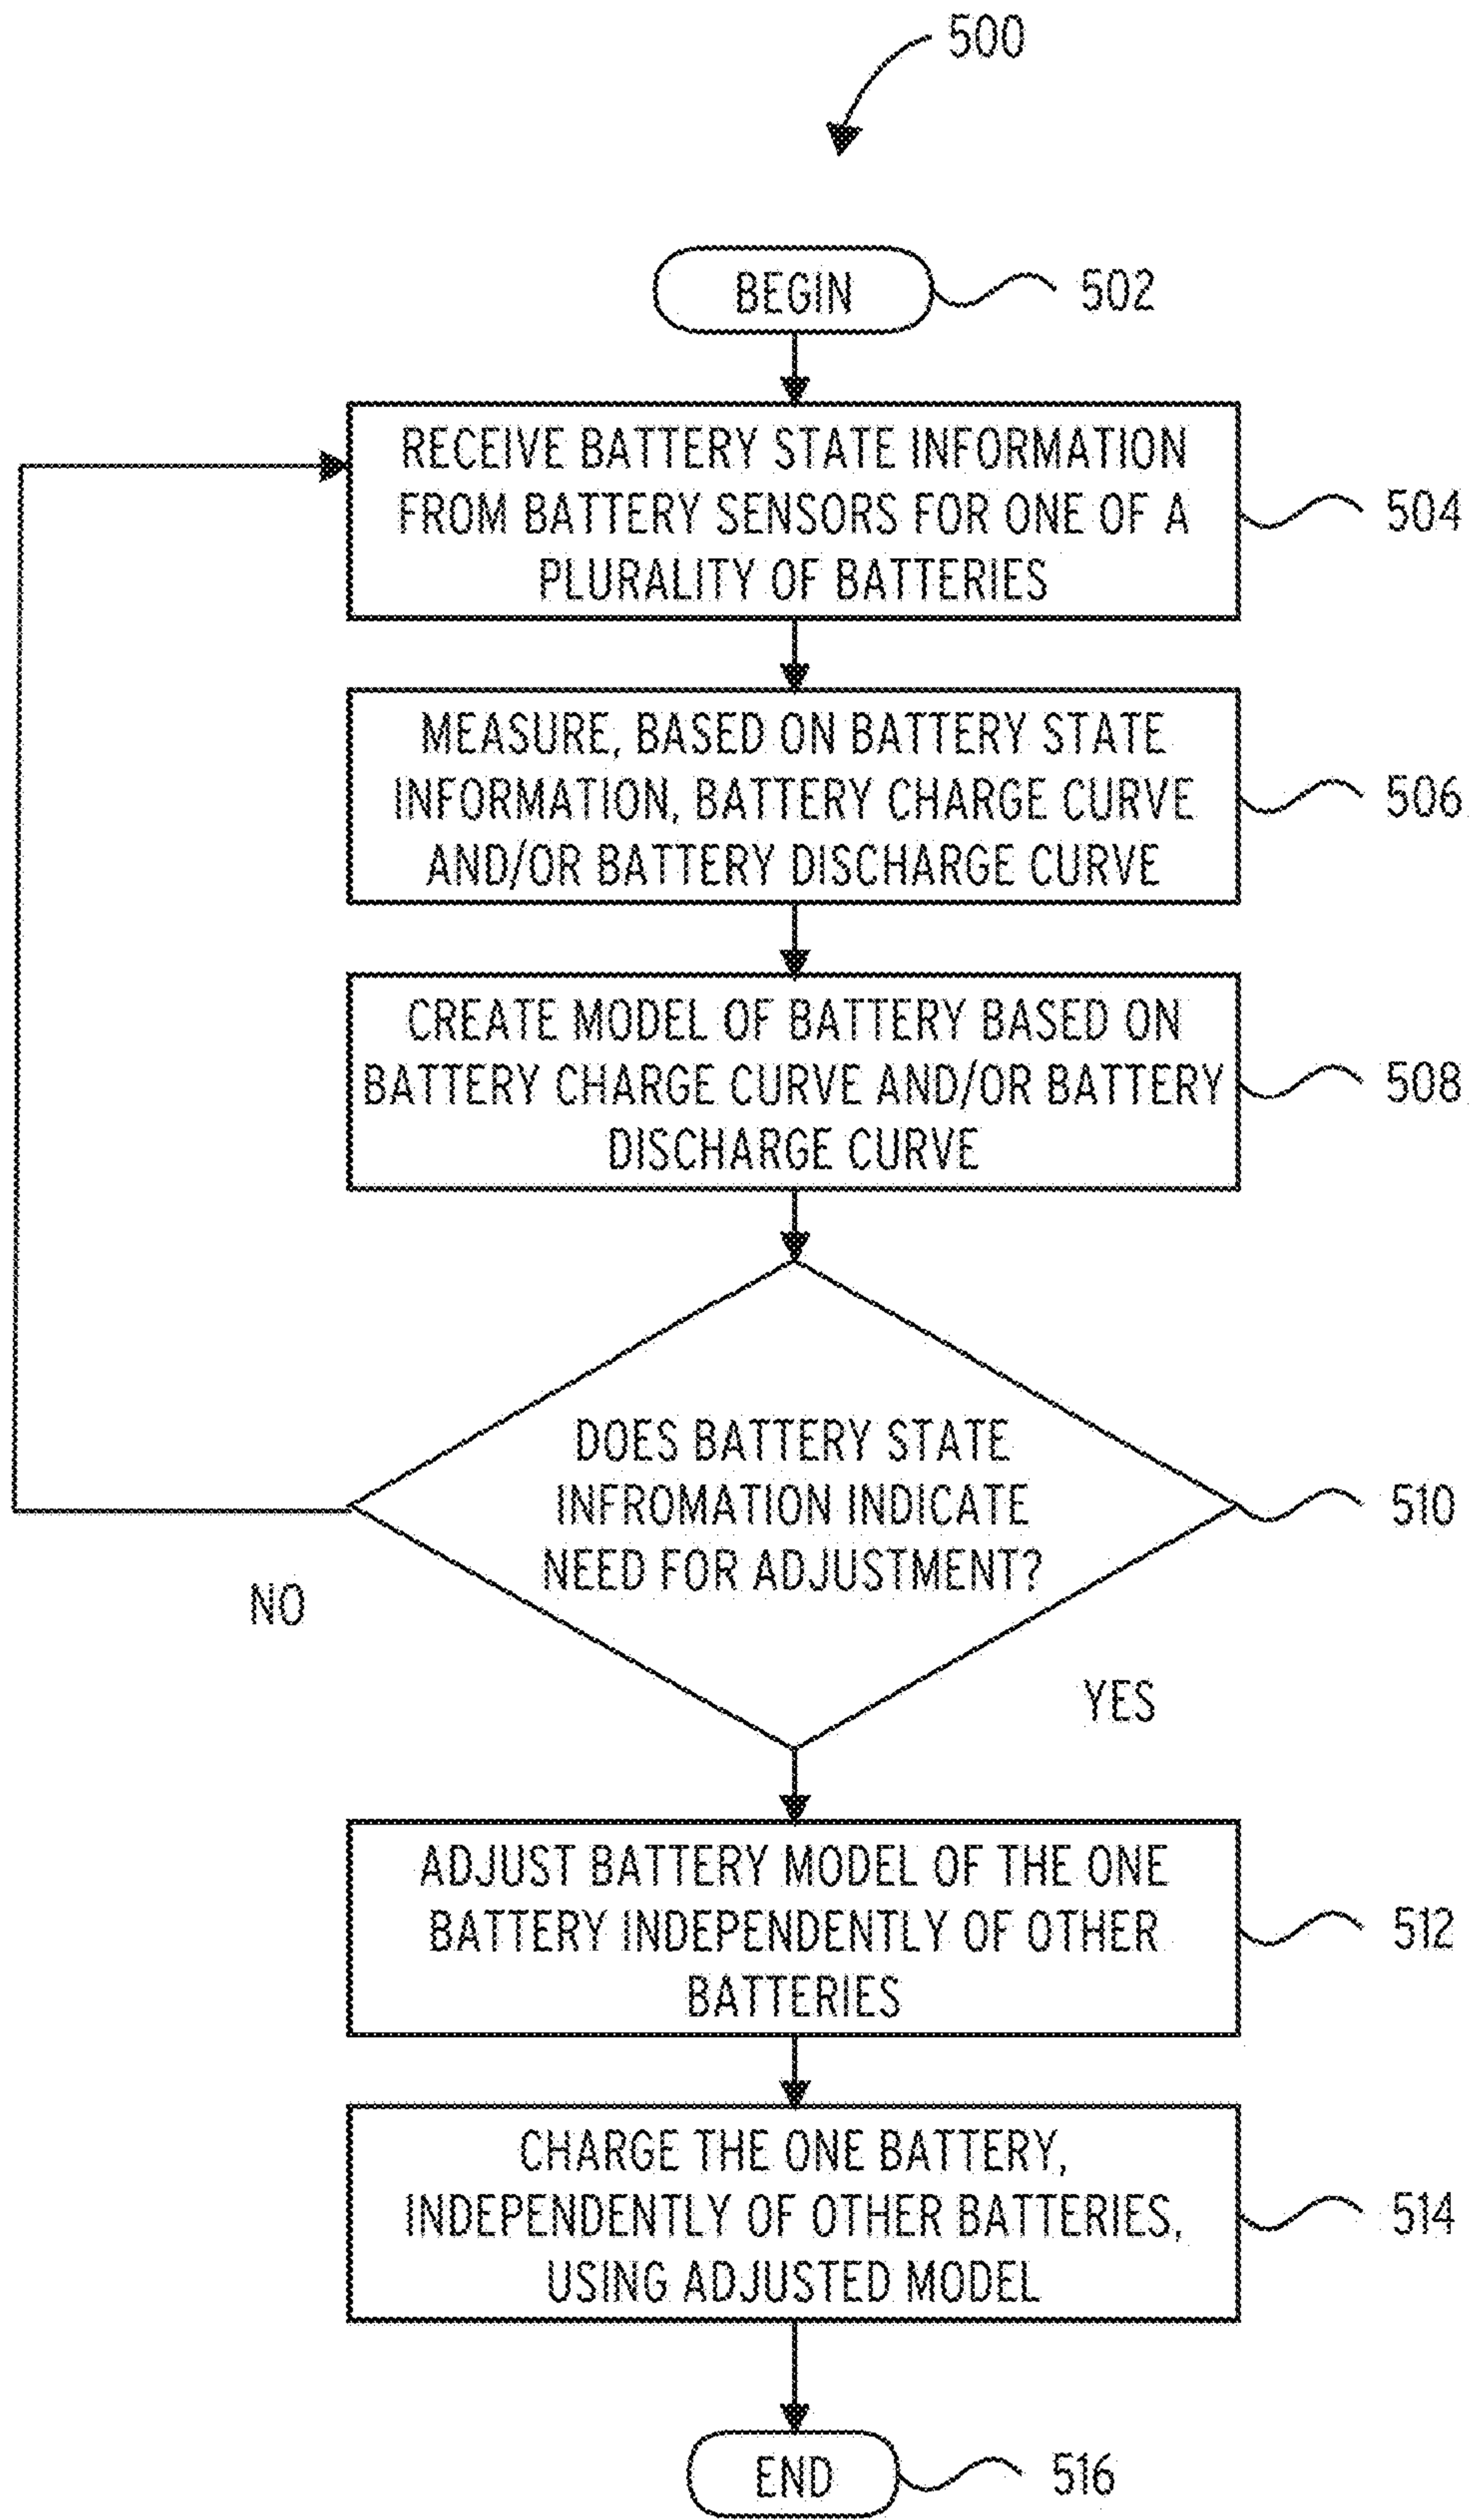 500
BEGIN
502
RECEIVE BATTERY STATE INFORMATION
FROM BATTERY SENSORS FOR ONE OF A
PLURALITY OF BATTERIES
504
MEASURE, BASED ON BATTERY STATE
INFORMATION, BATTERY CHARGE CURVE
AND/OR BATTERY DISCHARGE CURVE
506
CREATE MODEL OF BATTERY BASED ON
BATTERY CHARGE CURVE AND/OR BATTERY
DISCHARGE CURVE
508
DOES BATTERY STATE
INFROMATION INDICATE
NEED FOR ADJUSTMENT?
510
NO
YES
ADJUST BATTERY MODEL OF THE ONE
BATTERY INDEPENDENTLY OF OTHER
BATTERIES
512
CHARGE THE ONE BATTERY,
INDEPENDENTLY OF OTHER BATTERIES,
USING ADJUSTED MODEL
514
END
516